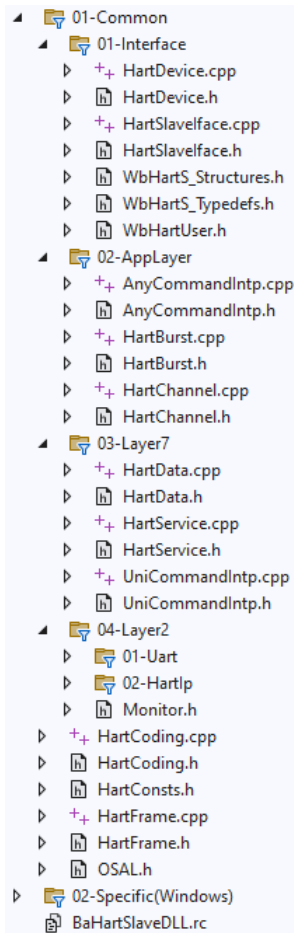 01-Common
01-Interface
HartDevice.cpp
HartDevice.h
HartSlaveIface.cpp
HartSlaveIface.h
WbHartS_Structures.h
WbHartS_Typedefs.h
WbHartUser.h
02-AppLayer
AnyCommandIntp.cpp
AnyCommandIntp.h
HartBurst.cpp
HartBurst.h
HartChannel.cpp
HartChannel.h
03-Layer7
HartData.cpp
HartData.h
HartService.cpp
HartService.h
UniCommandIntp.cpp
UniCommandIntp.h
04-Layer2
01-Uart
02-HartIp
Monitor.h
HartCoding.cpp
HartCoding.h
HartConsts.h
HartFrame.cpp
HartFrame.h
OSAL.h
02-Specific(Windows)
BaHartSlaveDLL.rc